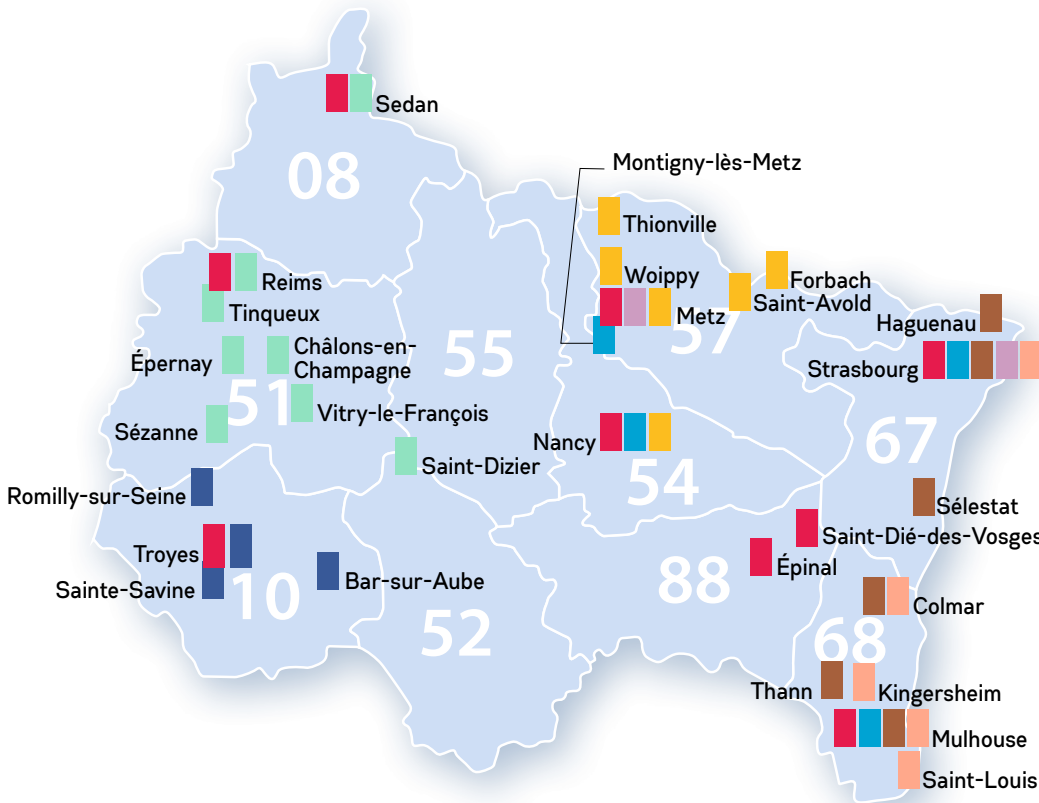 Sedan
08
Montigny-lès-Metz
Thionville
Woippy
Forbach
Saint-Avold
Metz
57
Haguenau
Strasbourg
Reims
Tinqueux
Épernay
Châlons-en-
Champagne
51
Vitry-le-François
Sézanne
55
Saint-Dizier
Nancy
54
67
Romilly-sur-Seine
Sélestat
Troyes
Saint-Dié-des-Vosges
Épinal
Sainte-Savine
10
Bar-sur-Aube
88
52
Colmar
68
Thann
Kingersheim
Mulhouse
Saint-Louis